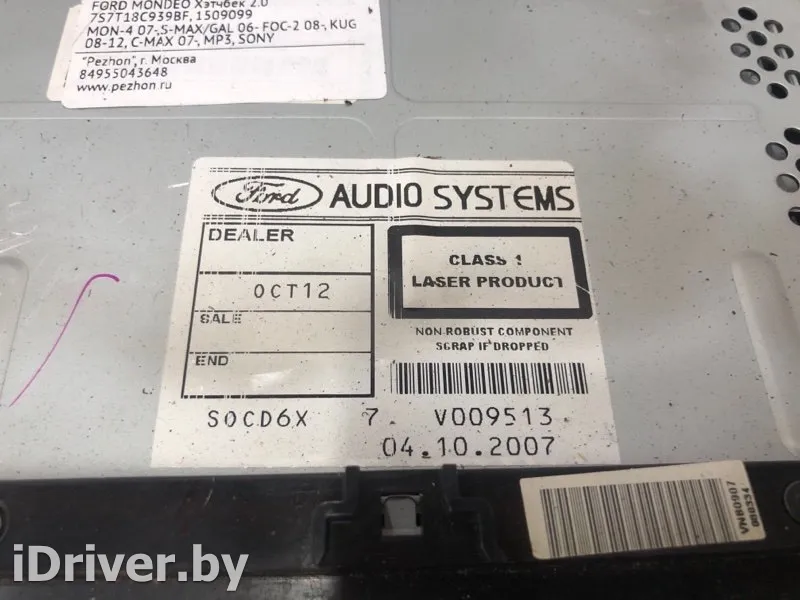 FORD MONDEO Хэтчбек 2.0
7S7T18C939BF, 1509099
MON-4 07-,S-MAX/GAL 06- FOC-2 08-, KUG
08-12, C-MAX 07-, MP3, SONY
"Pezhon", г. Москва
84955043648
www.pezhon.ru
Ford AUDIO SYSTEMS
DEALER
OCT12
SALE
END
CLASS 1
LASER PRODUCT
NON-ROBUST COMPONENT
SCRAP IF DROPPED
SOCD6X 7 V009513
04.10.2007
VNB0907
iDriver.by